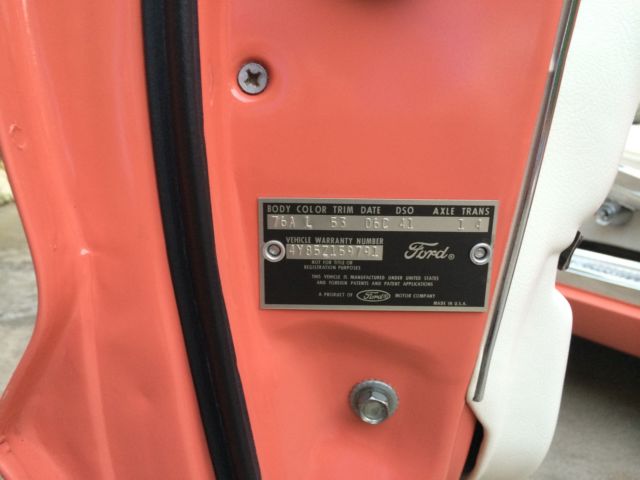 BODY COLOR TRIM DATE DSO AXLE TRANS
76A L 53 06C 41 1 8
VEHICLE WARRANTY NUMBER
4Y85Z159791
Ford®
NOT FOR TITLE OR
REGISTRATION PURPOSES
THIS VEHICLE IS MANUFACTURED UNDER UNITED STATES
AND FOREIGN PATENTS AND PATENT APPLICATIONS
A PRODUCT OF Ford MOTOR COMPANY
MADE IN U.S.A.